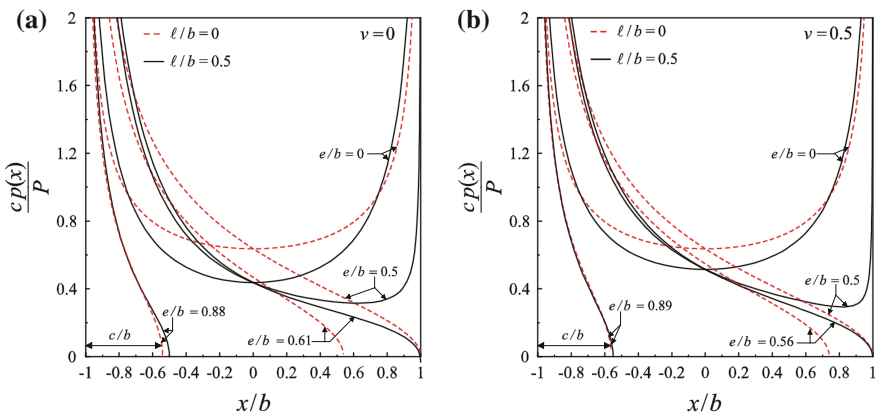 (a)
2
1.6
1.2
0.8
0.4
0
c p(x)
P
ℓ/b = 0
ℓ/b = 0.5
ν = 0
e/b = 0
e/b = 0.5
e/b = 0.88
e/b = 0.61
c/b
-1 -0.8 -0.6 -0.4 -0.2 0 0.2 0.4 0.6 0.8 1
x/b
(b)
2
1.6
1.2
0.8
0.4
0
c p(x)
P
ℓ/b = 0
ℓ/b = 0.5
ν = 0.5
e/b = 0
e/b = 0.5
e/b = 0.89
e/b = 0.56
c/b
-1 -0.8 -0.6 -0.4 -0.2 0 0.2 0.4 0.6 0.8 1
x/b